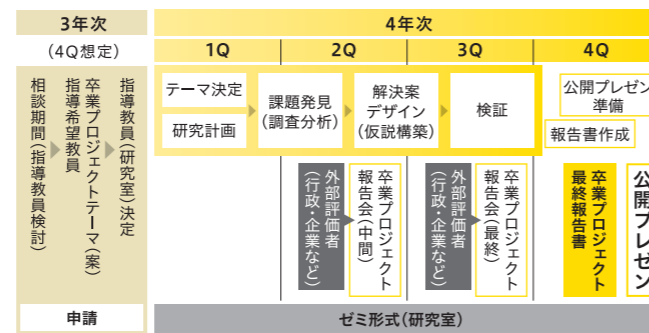 3年次
(4Q想定)
相談期間(指導教員検討)
指導希望教員
卒業プロジェクトテーマ(案)
指導教員(研究室)決定
申請
4年次
1Q
2Q
3Q
4Q
テーマ決定
研究計画
課題発見
(調査分析)
解決案
デザイン
(仮説構築)
検証
公開プレゼン
準備
報告書作成
外部評価者
(行政・企業など)
卒業プロジェクト
報告会(中間)
外部評価者
(行政・企業など)
卒業プロジェクト
報告会(最終)
卒業プロジェクト
最終報告書
公開プレゼン
ゼミ形式(研究室)